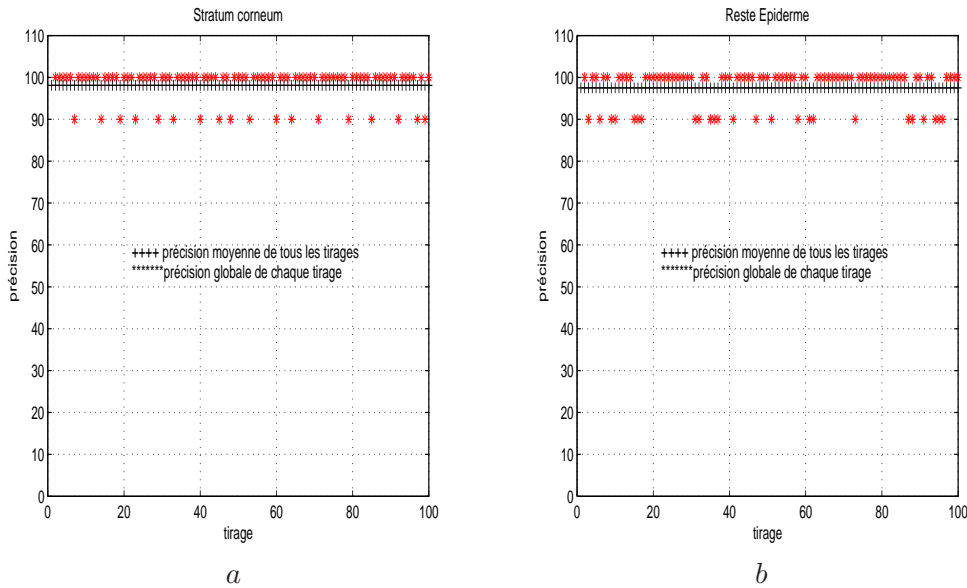 Stratum corneum
110
100
90
80
70
60
50
40
30
20
10
0
précision
++++ précision moyenne de tous les tirages
*******précision globale de chaque tirage
0 20 40 60 80 100
tirage
a
Reste Epiderme
110
100
90
80
70
60
50
40
30
20
10
0
précision
++++ précision moyenne de tous les tirages
*******précision globale de chaque tirage
0 20 40 60 80 100
tirage
b